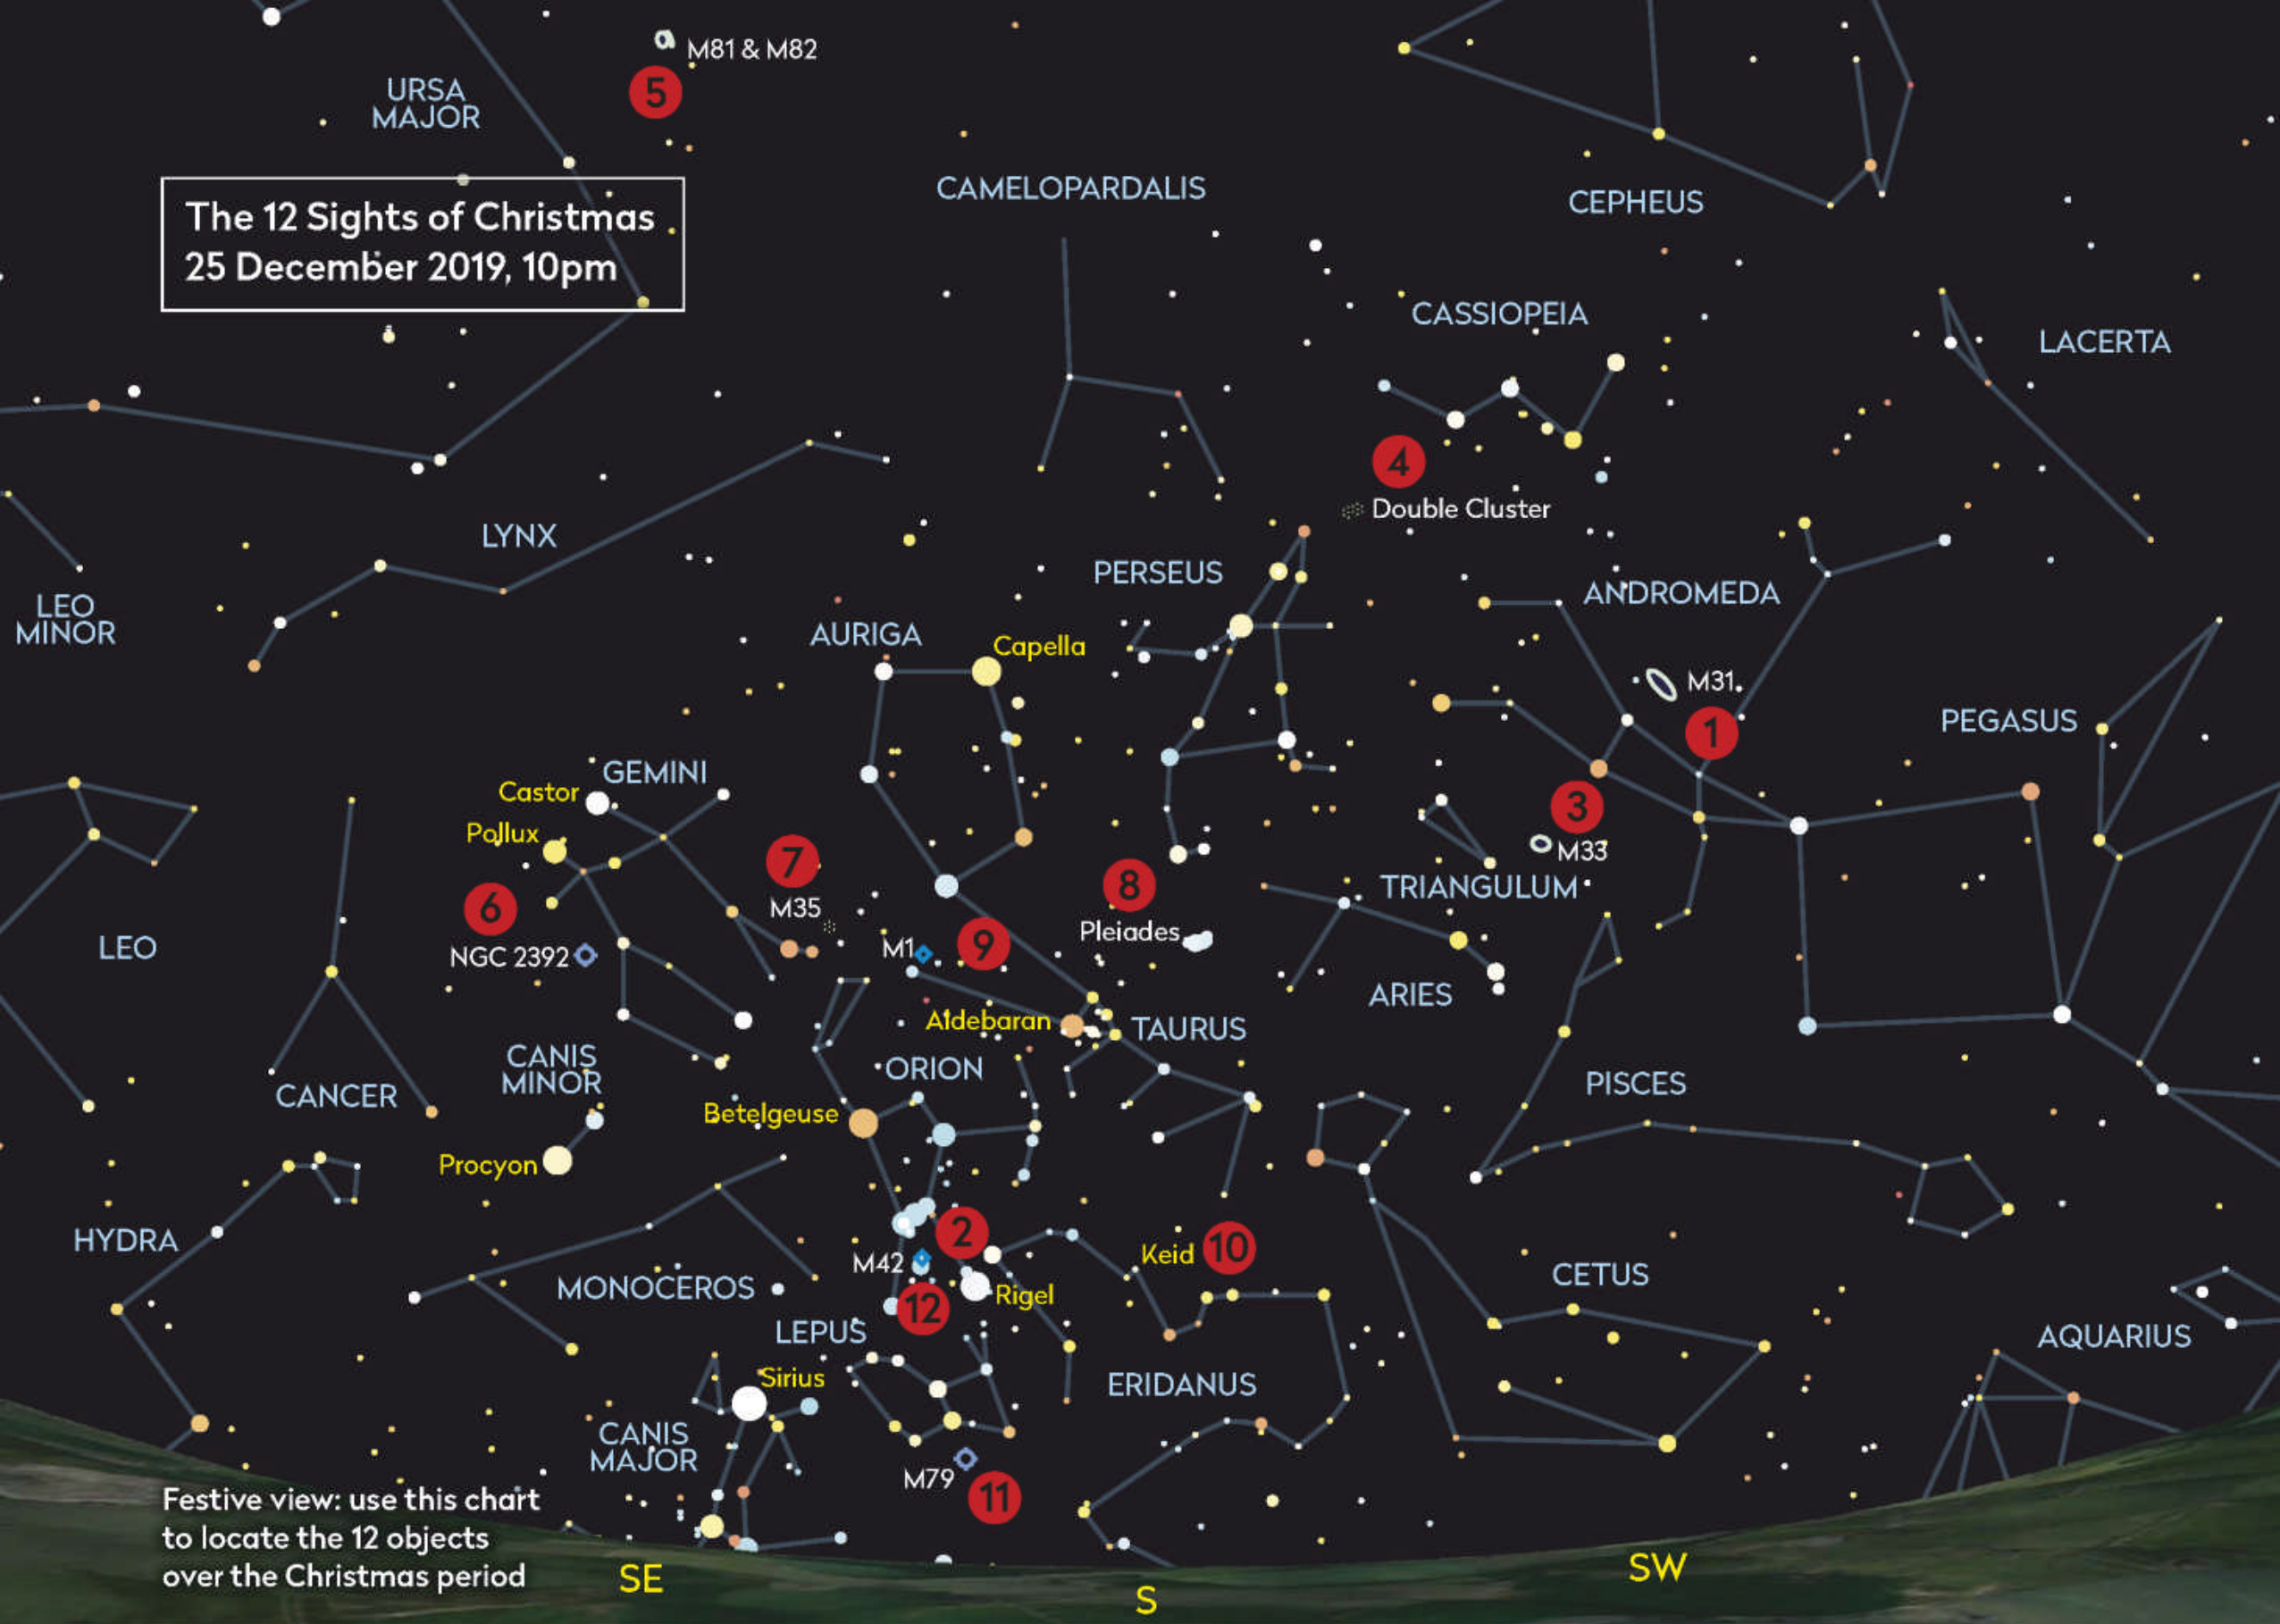 M81 & M82
5
URSA
MAJOR
The 12 Sights of Christmas
25 December 2019, 10pm
CAMELOPARDALIS
CEPHEUS
CASSIOPEIA
LACERTA
4
Double Cluster
LYNX
LEO
MINOR
PERSEUS
ANDROMEDA
AURIGA
Capella
M31
1
PEGASUS
GEMINI
Castor
Pollux
3
M33
7
M35
8
Pleiades
TRIANGULUM
6
NGC 2392
LEO
M1
9
ARIES
Aldebaran
TAURUS
CANIS
MINOR
ORION
CANCER
PISCES
Betelgeuse
Procyon
HYDRA
2
M42
Keid
10
MONOCEROS
12
Rigel
CETUS
LEPUS
AQUARIUS
Sirius
ERIDANUS
CANIS
MAJOR
M79
11
Festive view: use this chart
to locate the 12 objects
over the Christmas period
SE
S
SW